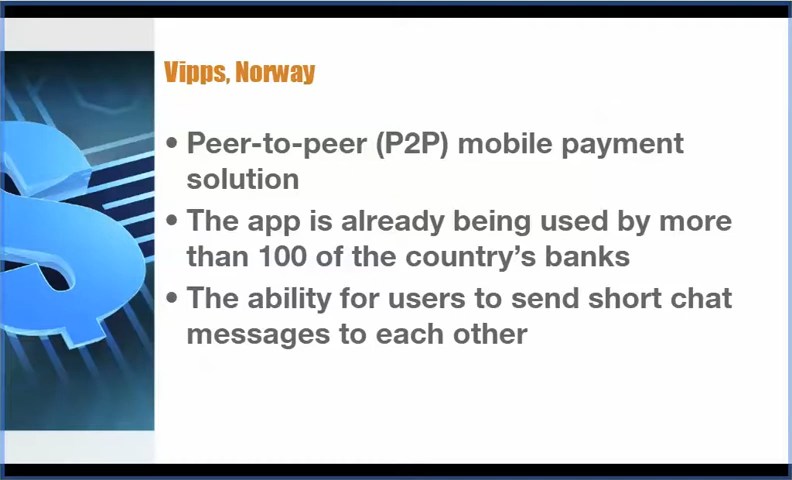 Vipps, Norway
• Peer-to-peer (P2P) mobile payment
solution
• The app is already being used by more
than 100 of the country’s banks
• The ability for users to send short chat
messages to each other